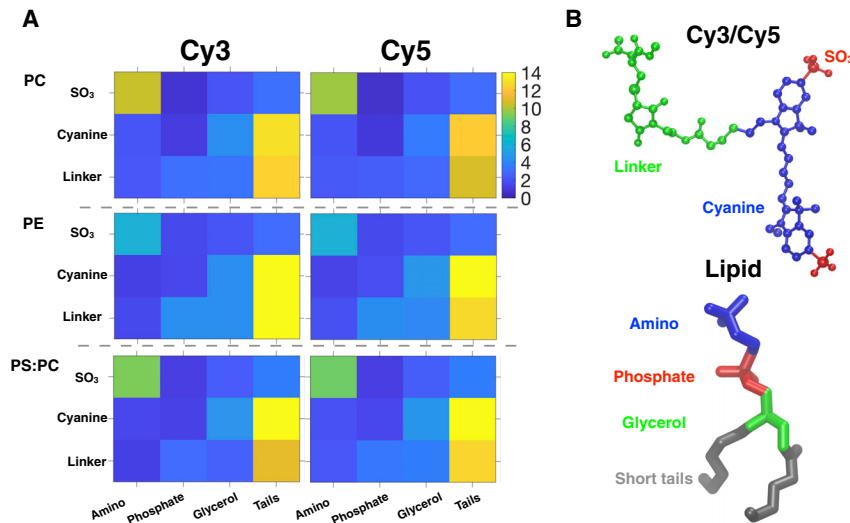 A
Cy3 Cy5
PC
SO₃
Cyanine
Linker
14
12
10
8
6
4
2
0
PE
SO₃
Cyanine
Linker
PS:PC
SO₃
Cyanine
Linker
Amino Phosphate Glycerol Tails Amino Phosphate Glycerol Tails
B
Cy3/Cy5
SO₃
Linker
Cyanine
Lipid
Amino
Phosphate
Glycerol
Short tails